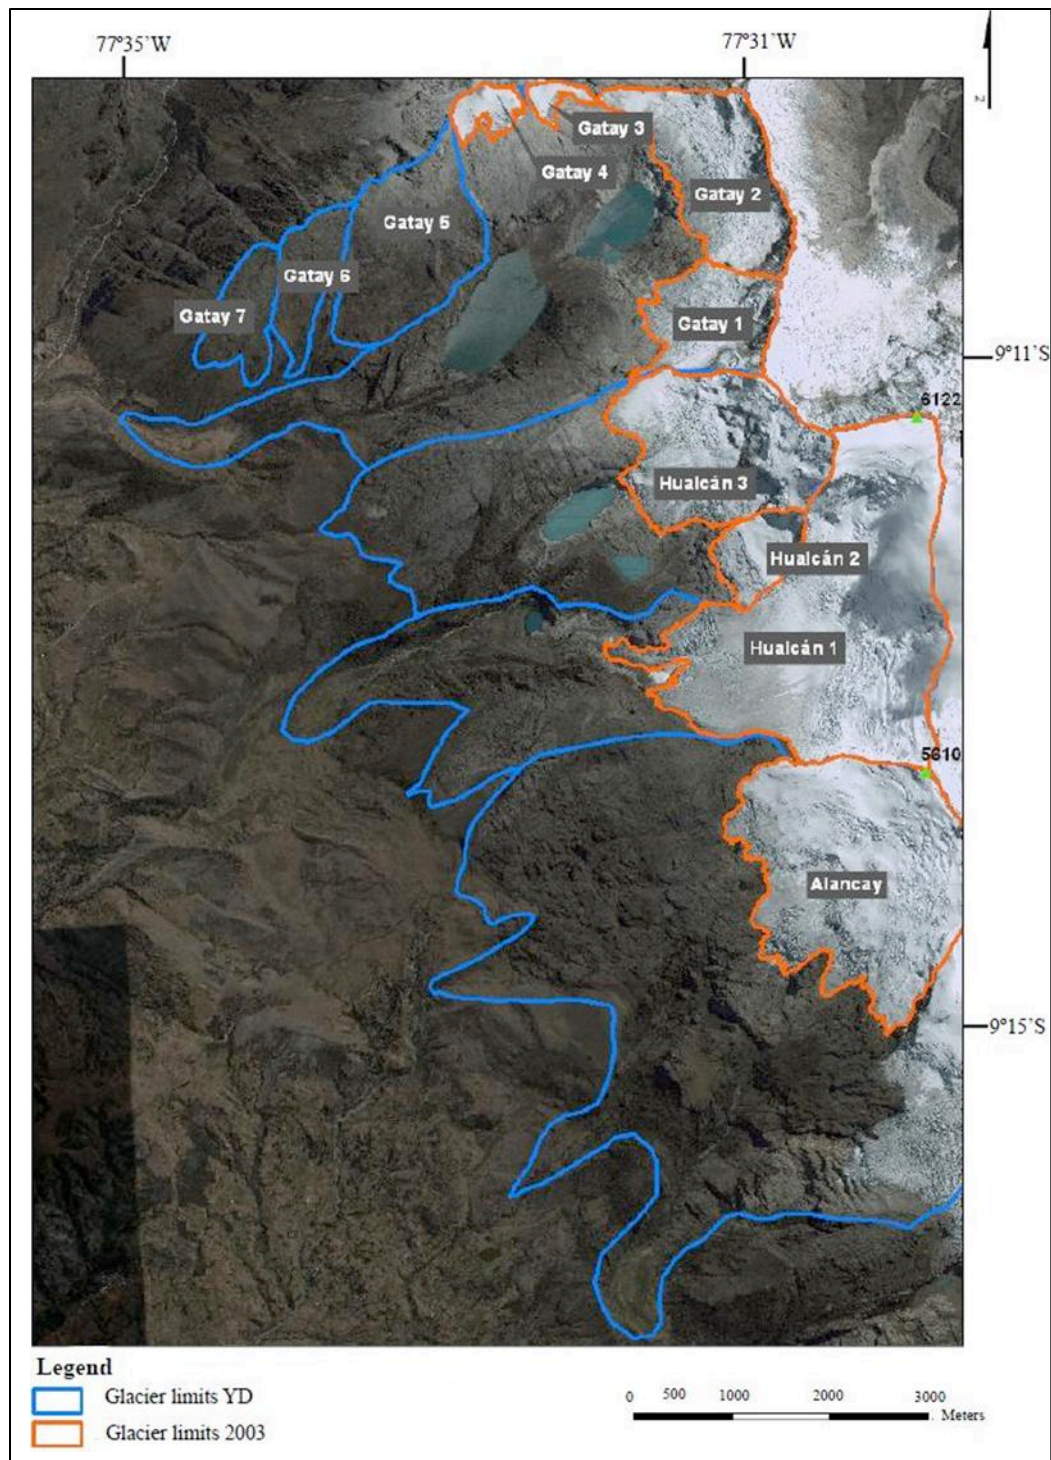 77°35`W
77°31`W
z
Gatay 3
Gatay 4
Gatay 2
Gatay 5
Gatay 6
Gatay 7
Gatay 1
9°11`S
6122
Hualcán 3
Hualcán 2
Hualcán 1
5610
Alancay
9°15`S
Legend
Glacier limits YD
Glacier limits 2003
0 500 1000 2000 3000
Meters